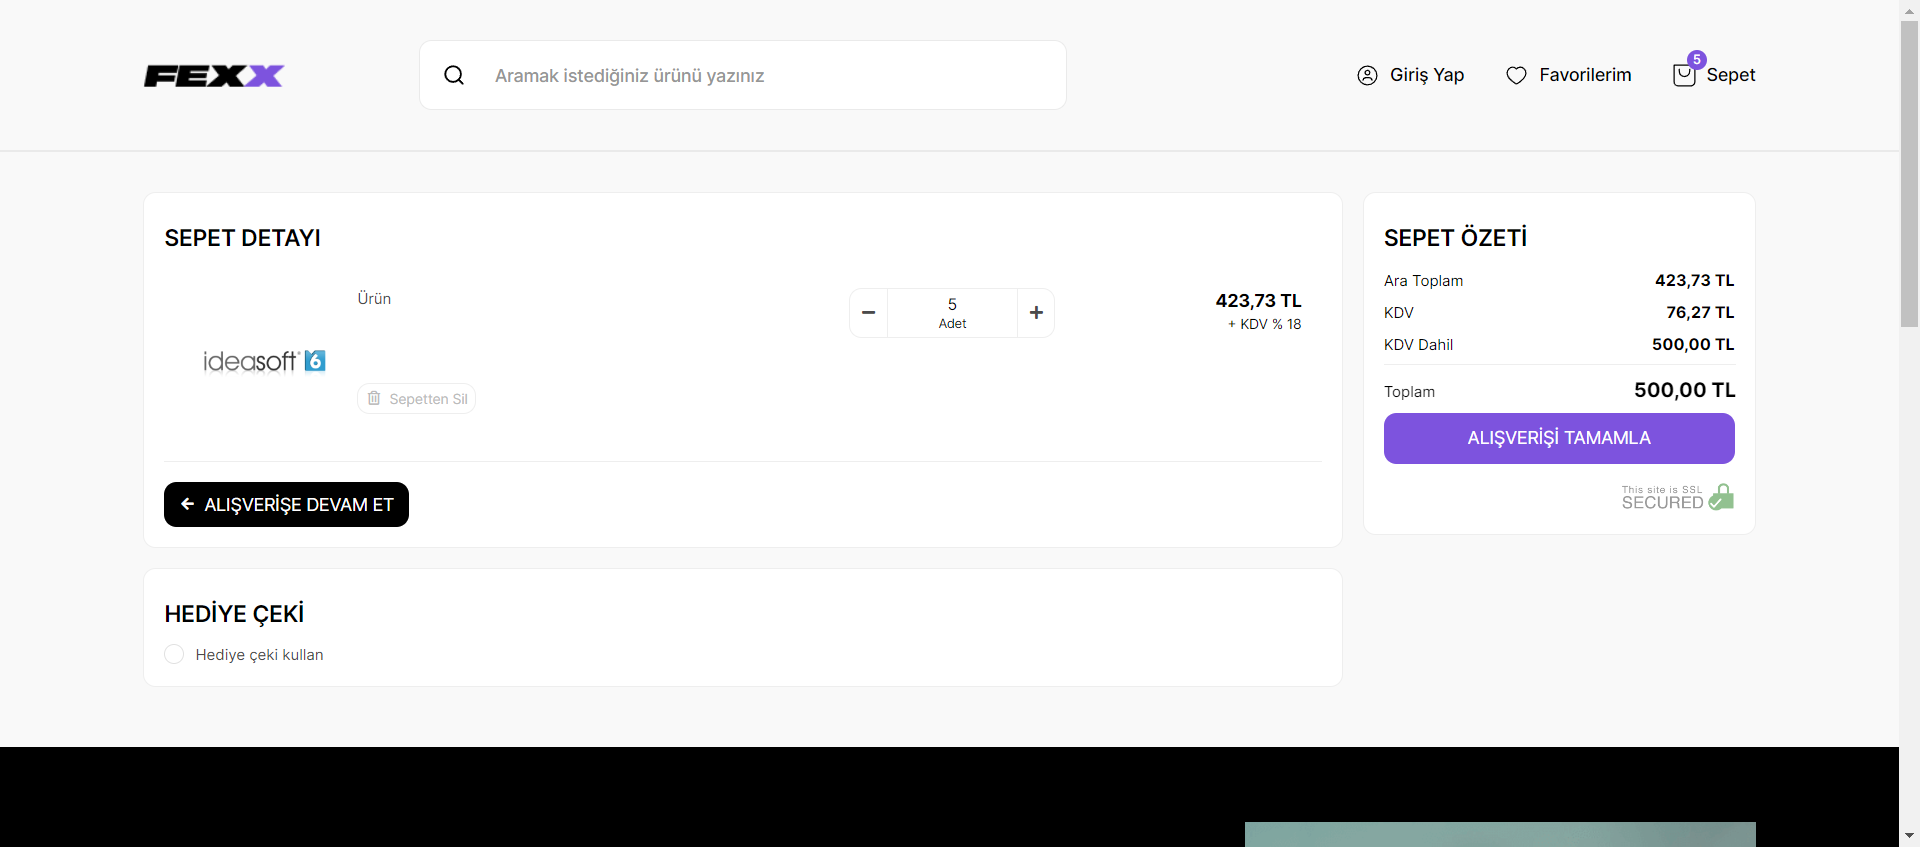 FEXX
Aramak istediğiniz ürünü yazınız
Giriş Yap
Favorilerim
5
Sepet
SEPET DETAYI
Ürün
5
Adet
423,73 TL
+ KDV % 18
ideasoft 6
Sepetten Sil
ALIŞVERİŞE DEVAM ET
HEDİYE ÇEKİ
Hediye çeki kullan
SEPET ÖZETİ
Ara Toplam 423,73 TL
KDV 76,27 TL
KDV Dahil 500,00 TL
Toplam 500,00 TL
ALIŞVERİŞİ TAMAMLA
This site is SSL
SECURED